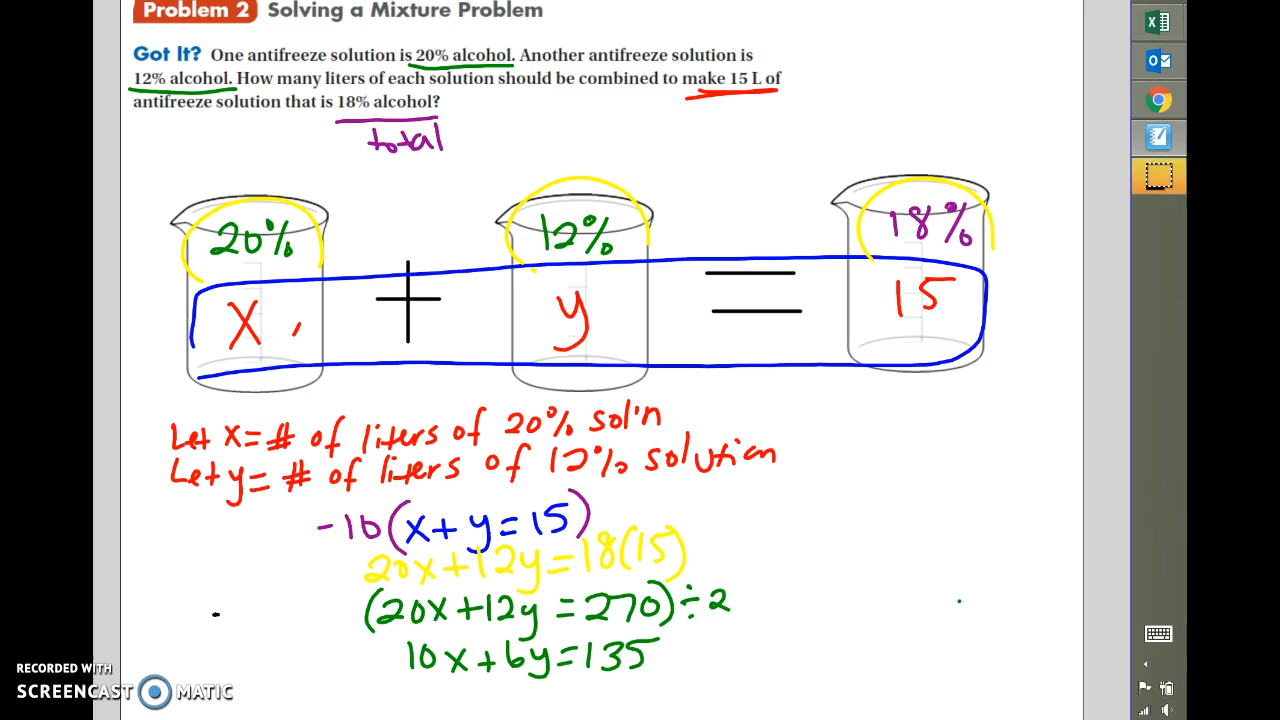 Problem 2 Solving a Mixture Problem
Got It? One antifreeze solution is 20% alcohol. Another antifreeze solution is
12% alcohol. How many liters of each solution should be combined to make 15 L of
antifreeze solution that is 18% alcohol?
total
20% 12% 18%
x + y = 15
Let x = # of liters of 20% sol'n
Let y = # of liters of 12% solution
-10(x + y = 15)
20x + 12y = 18(15)
(20x + 12y = 270) ÷ 2
10x + 6y = 135
RECORDED WITH
SCREENCAST MATIC